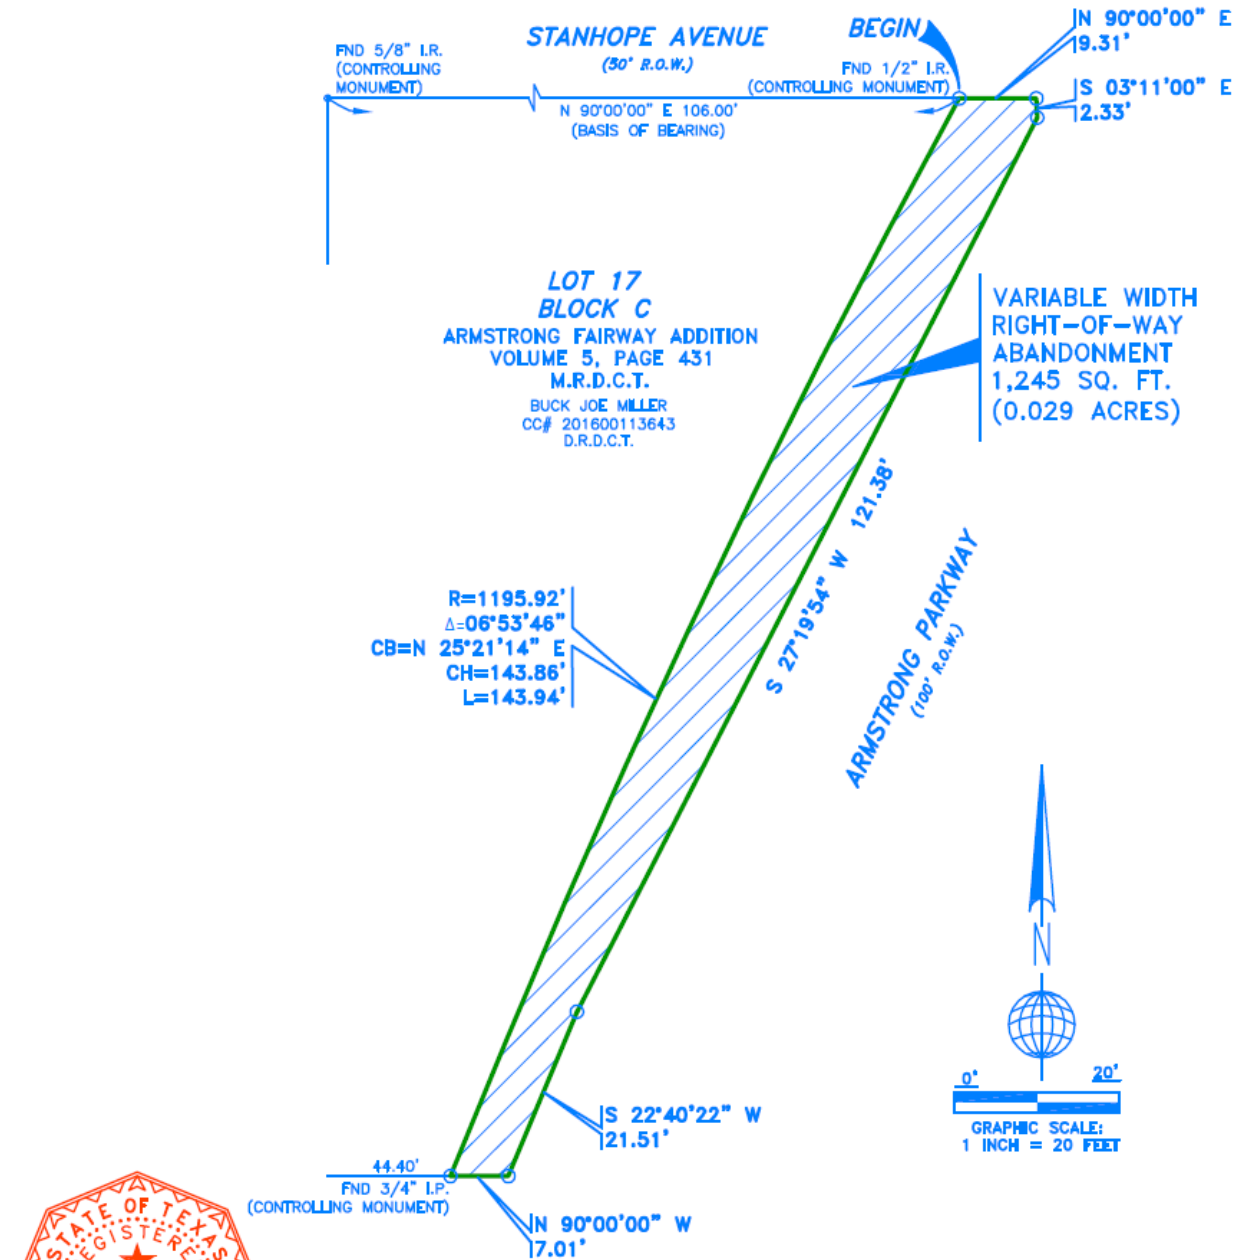 STANHOPE AVENUE
(50' R.O.W.)
BEGIN
N 90°00'00" E
9.31'
FND 5/8" I.R.
(CONTROLLING
MONUMENT)
FND 1/2" I.R.
(CONTROLLING MONUMENT)
S 03°11'00" E
2.33'
N 90°00'00" E 106.00'
(BASIS OF BEARING)
LOT 17
BLOCK C
ARMSTRONG FAIRWAY ADDITION
VOLUME 5, PAGE 431
M.R.D.C.T.
BUCK JOE MILLER
CC# 201600113643
D.R.D.C.T.
VARIABLE WIDTH
RIGHT-OF-WAY
ABANDONMENT
1,245 SQ. FT.
(0.029 ACRES)
S 27°19'54" W 121.38'
ARMSTRONG PARKWAY
(100' R.O.W.)
R=1195.92'
Δ=06°53'46"
CB=N 25°21'14" E
CH=143.86'
L=143.94'
N
0' 20'
GRAPHIC SCALE:
1 INCH = 20 FEET
S 22°40'22" W
21.51'
44.40'
FND 3/4" I.P.
(CONTROLLING MONUMENT)
N 90°00'00" W
7.01'
STATE OF TEXAS